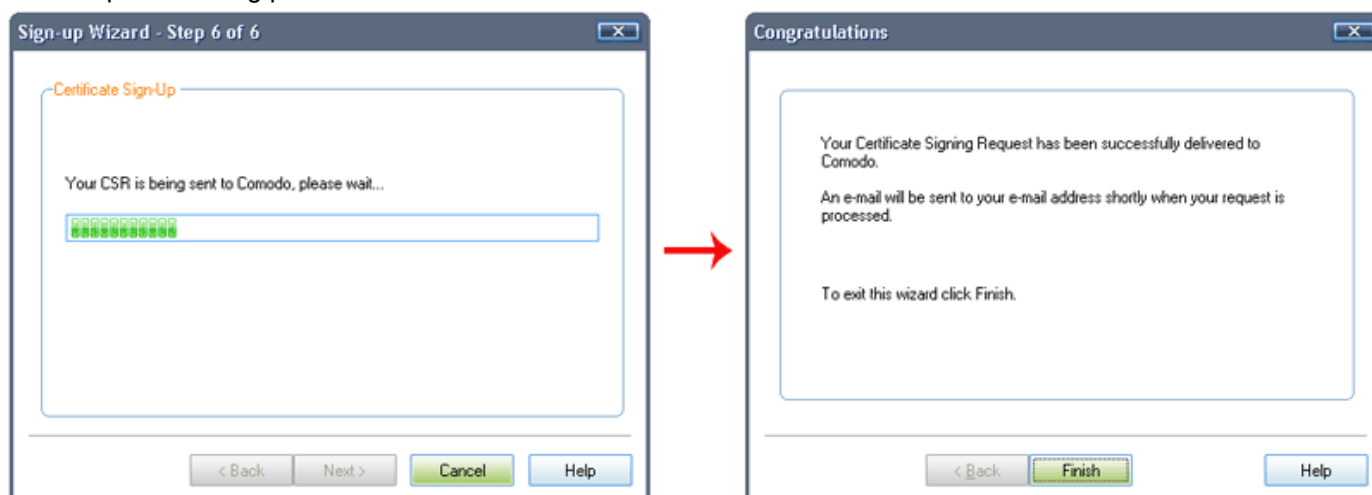 Sign-up Wizard - Step 6 of 6
Certificate Sign-Up
Your CSR is being sent to Comodo, please wait...
< Back
Next >
Cancel
Help
Congratulations
Your Certificate Signing Request has been successfully delivered to
Comodo.
An e-mail will be sent to your e-mail address shortly when your request is
processed.
To exit this wizard click Finish.
< Back
Finish
Help